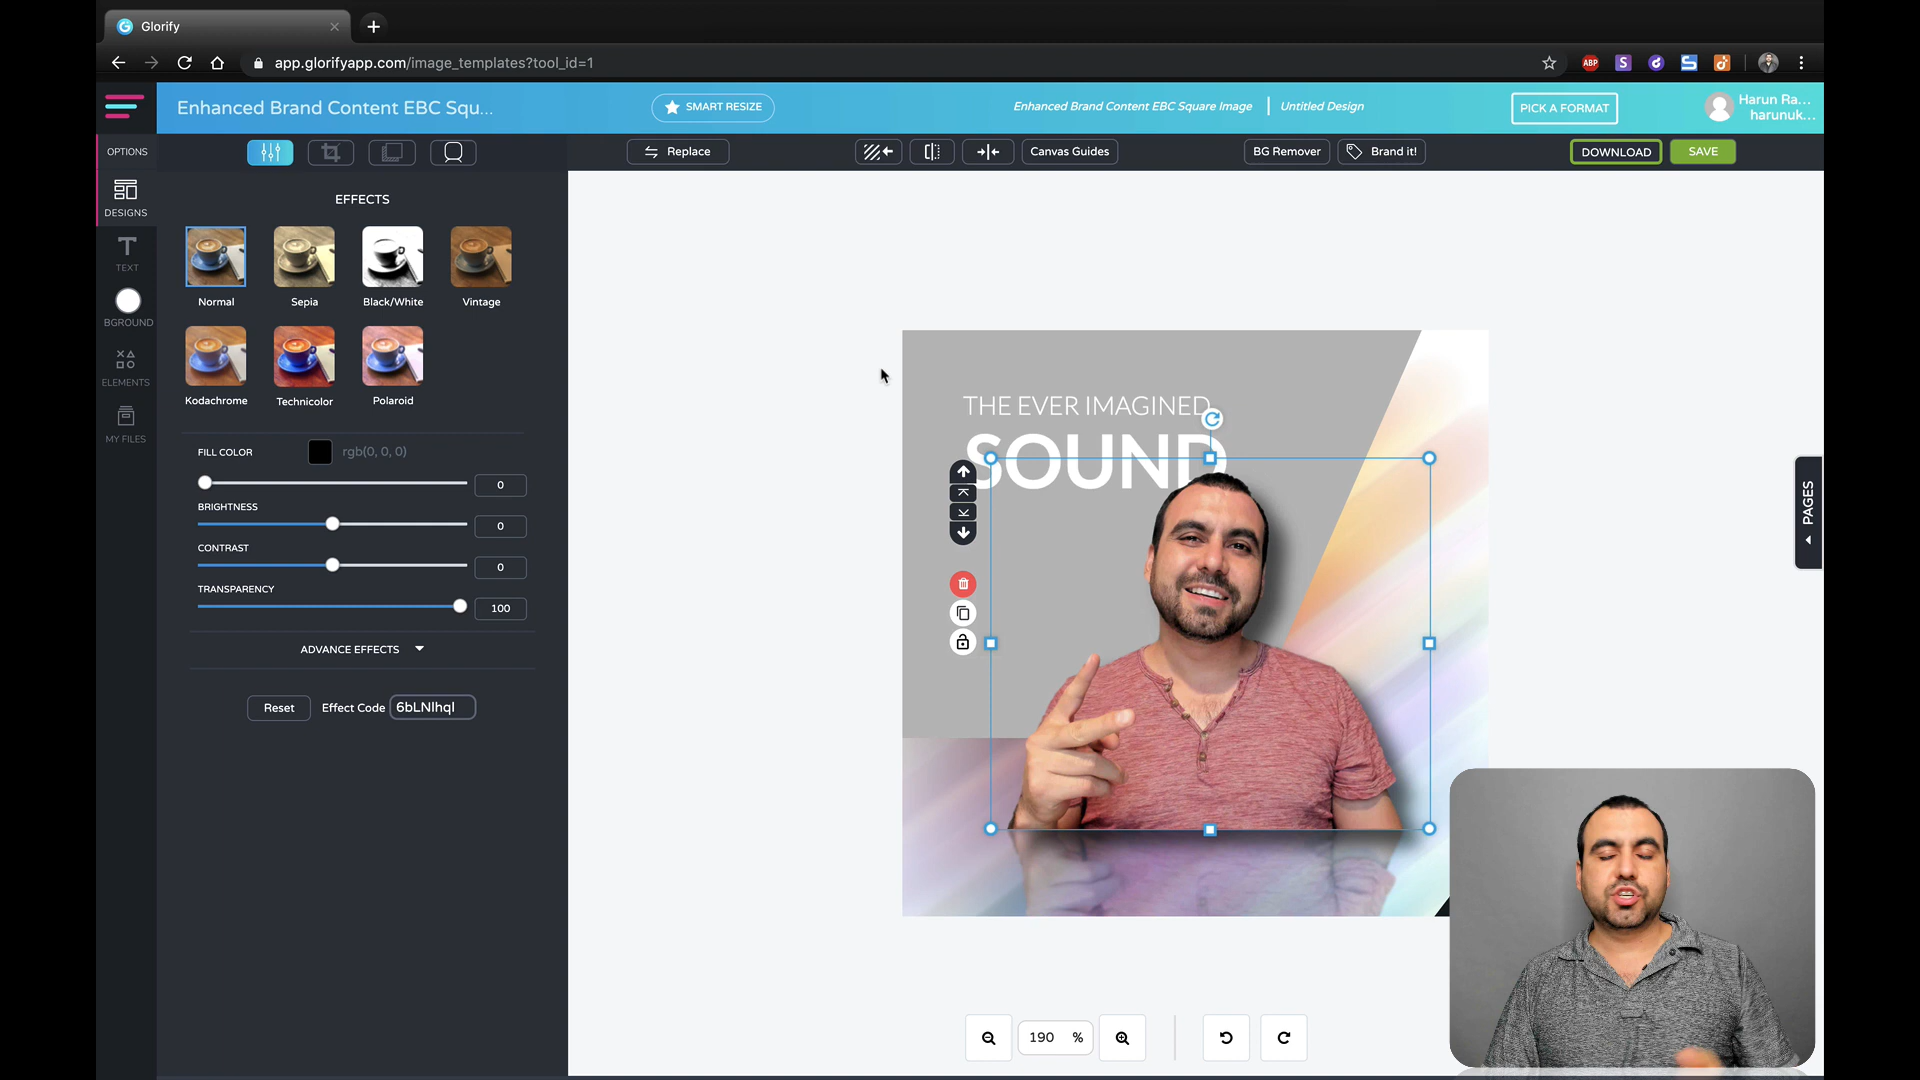 Glorify
app.glorifyapp.com/image_templates?tool_id=1
ABP
S
Enhanced Brand Content EBC Squ...
SMART RESIZE
Enhanced Brand Content EBC Square Image
Untitled Design
PICK A FORMAT
Harun Ra...
harunuk...
OPTIONS
Replace
Canvas Guides
BG Remover
Brand it!
DOWNLOAD
SAVE
DESIGNS
TEXT
BGROUND
ELEMENTS
MY FILES
EFFECTS
Normal
Sepia
Black/White
Vintage
Kodachrome
Technicolor
Polaroid
FILL COLOR
rgb(0, 0, 0)
0
BRIGHTNESS
0
CONTRAST
0
TRANSPARENCY
100
ADVANCE EFFECTS
Reset
Effect Code
6bLNIhqI
THE EVER IMAGINED
SOUND
PAGES
190 %